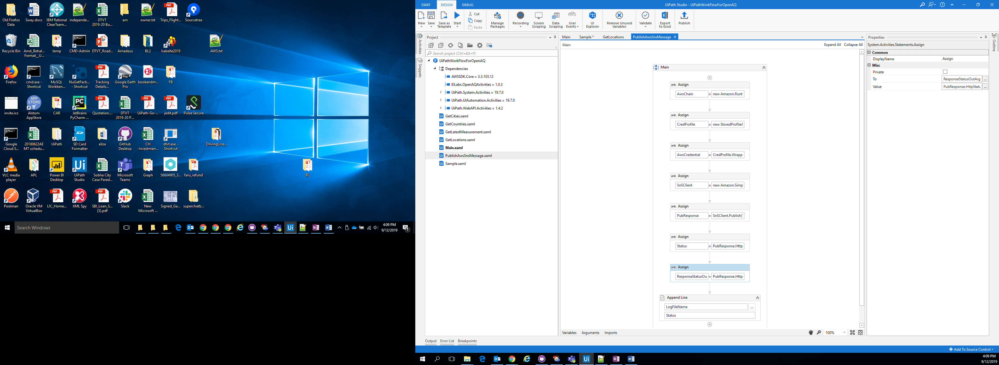 Old Firefox Data
Sway.docx
IBM Rational ClearTeam...
independe...
DTVT 2019-20 Bu...
am
owner.txt
Trips_Flight...
Sourcetree
Recycle Bin
Amit_Behal... Format__U...
temp
CMD-Admin
DTVT_Road...
Amadeus
BL2
Isabelle2019
AWS.txt
Firefox
cmd.exe - Shortcut
MySQL Workben...
NuGetPack... - Shortcut
Tracking Details...
Google Earth Pro
bookandm...
FB
invite.ics
Alstom AppStore
CAR
JetBrains PyCharm ...
Quotation....
DTVT 2019-20 P...
UiPath-Go-...
jedit.pdf
Pulse Secure
Google Cloud S...
20180622AE MT schedu...
UiPath
SD Card Formatter
eliza
GitHub Desktop
CH -Investmen...
dtvt.exe - Shortcut
DrivingLice...
VLC media player
APL
Power BI Desktop
UiPath Studio
Sobha City Casa Parad...
Microsoft Teams
Graph
56604905_3...
faru_refund
BL
Postman
Oracle VM VirtualBox
LIC_Home...
XML Spy
SBI_Loan_S... (3).pdf
Slack
New Microsoft ...
Signed_Ga...
superchatb...
Search Windows
4:09 PM
9/12/2019
START DESIGN DEBUG
UiPath Studio - UiPathWorkFlowForOpenAQ
New
Save
Save as Template
Start
Cut
Copy
Paste
Manage Packages
Recording
Screen Scraping
Data Scraping
User Events
UI Explorer
Remove Unused Variables
Validate
Export to Excel
Publish
Activities
Snippets
Project
Search project (Ctrl+Alt+P)
UiPathWorkFlowForOpenAQ
Dependencies
AWSSDK.Core = 3.3.103.12
EILabs.OpenAQActivities = 1.0.3
UiPath.System.Activities = 19.7.0
UiPath.UIAutomation.Activities = 19.7.0
UiPath.WebAPI.Activities = 1.4.2
GetCities.xaml
GetCountries.xaml
GetLatestMeasurement.xaml
GetLocations.xaml
Main.xaml
PublishAwsSnsMessage.xaml
Sample.xaml
Main Sample * GetLocations PublishAwsSnsMessage
Main
Expand All Collapse All
Main
A+B Assign
AwsChain = new Amazon.Runt
A+B Assign
CredProfile = new StoredProfileA
A+B Assign
AwsCredential = CredProfile.Wrapp
A+B Assign
SnSClient = new Amazon.Simp
A+B Assign
PubResponse = SnSClient.Publish(
A+B Assign
Status = PubResponse.Http
A+B Assign
ResponseStatusOu = PubResponse.Http
Append Line
LogFileName ...
Status
Variables Arguments Imports
100%
Properties
System.Activities.Statements.Assign
Common
DisplayName Assign
Misc
Private
To ResponseStatusOutArg ...
Value PubResponse.HttpStatu ...
Outline
Output Error List Breakpoints
Add To Source Control
4:09 PM
9/12/2019